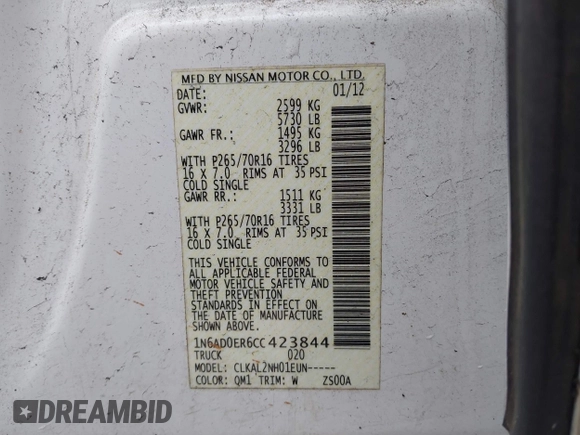 MFD BY NISSAN MOTOR CO., LTD.
DATE: 01/12
GVWR: 2599 KG
5730 LB
GAWR FR.: 1495 KG
3296 LB
WITH P265/70R16 TIRES
16 X 7.0 RIMS AT 35 PSI
COLD SINGLE
GAWR RR.: 1511 KG
3331 LB
WITH P265/70R16 TIRES
16 X 7.0 RIMS AT 35 PSI
COLD SINGLE
THIS VEHICLE CONFORMS TO
ALL APPLICABLE FEDERAL
MOTOR VEHICLE SAFETY AND
THEFT PREVENTION
STANDARDS IN EFFECT ON
THE DATE OF MANUFACTURE
SHOWN ABOVE.
1N6AD0ER6CC423844
TRUCK 020
MODEL: CLKAL2NH01EUN-----
COLOR: QM1 TRIM: W ZS00A
DREAMBID DREAMBID